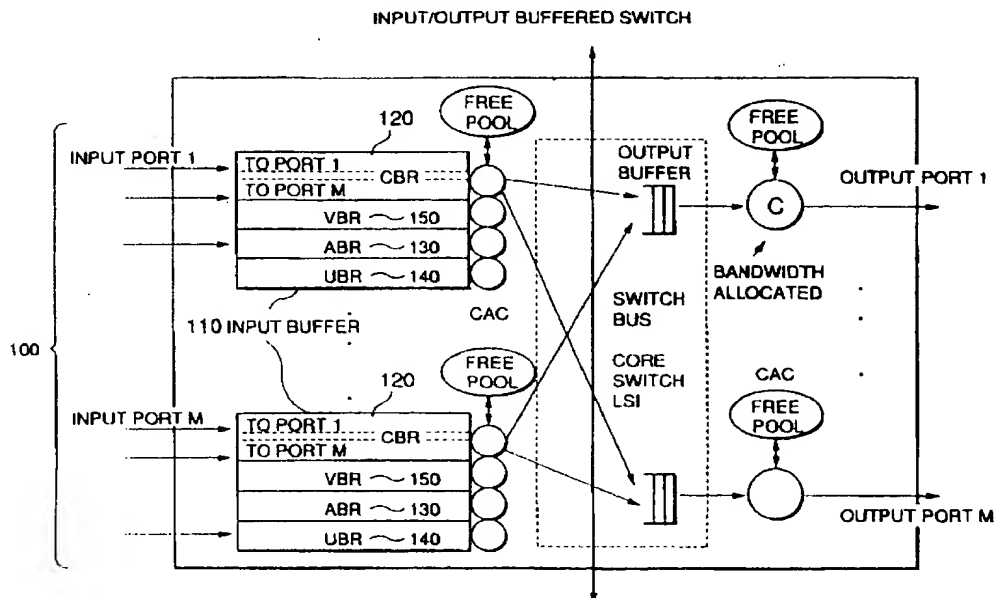 INPUT/OUTPUT BUFFERED SWITCH
100
INPUT PORT 1
120
FREE
POOL
TO PORT 1
CBR
TO PORT M
VBR 150
ABR 130
UBR 140
110 INPUT BUFFER
CAC
OUTPUT
BUFFER
FREE
POOL
C
OUTPUT PORT 1
BANDWIDTH
ALLOCATED
SWITCH
BUS
CORE
SWITCH
LSI
INPUT PORT M
120
FREE
POOL
TO PORT 1
CBR
TO PORT M
VBR 150
ABR 130
UBR 140
CAC
FREE
POOL
OUTPUT PORT M